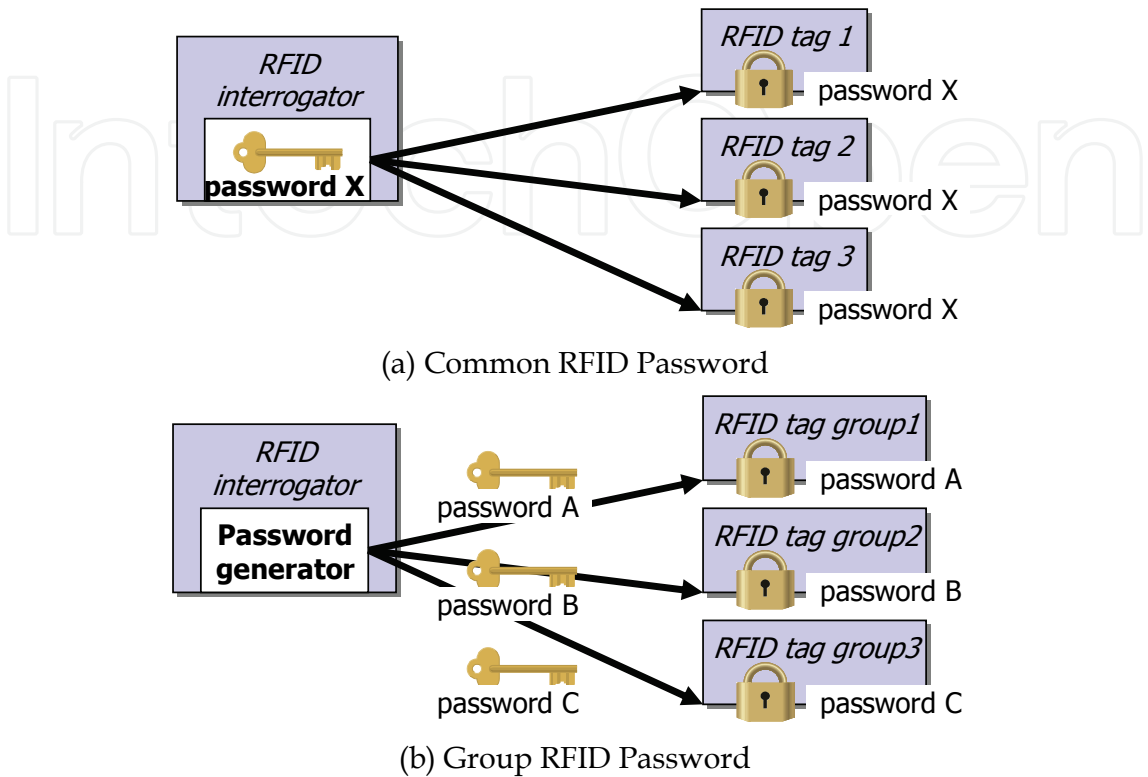 IntechOpen
RFID
interrogator
password X
RFID tag 1
password X
RFID tag 2
password X
RFID tag 3
password X
(a) Common RFID Password
RFID
interrogator
Password
generator
password A
password B
password C
RFID tag group1
password A
RFID tag group2
password B
RFID tag group3
password C
(b) Group RFID Password